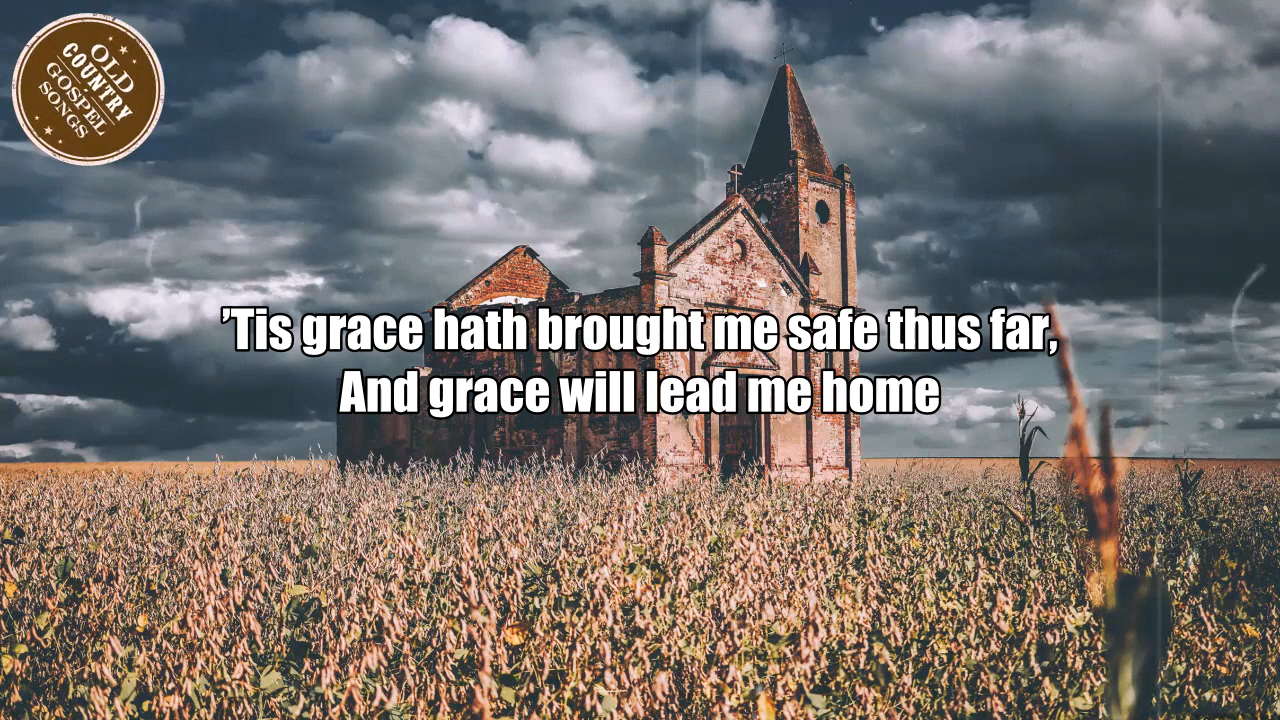 OLD
COUNTRY
GOSPEL
SONGS
’Tis grace hath brought me safe thus far,
And grace will lead me home